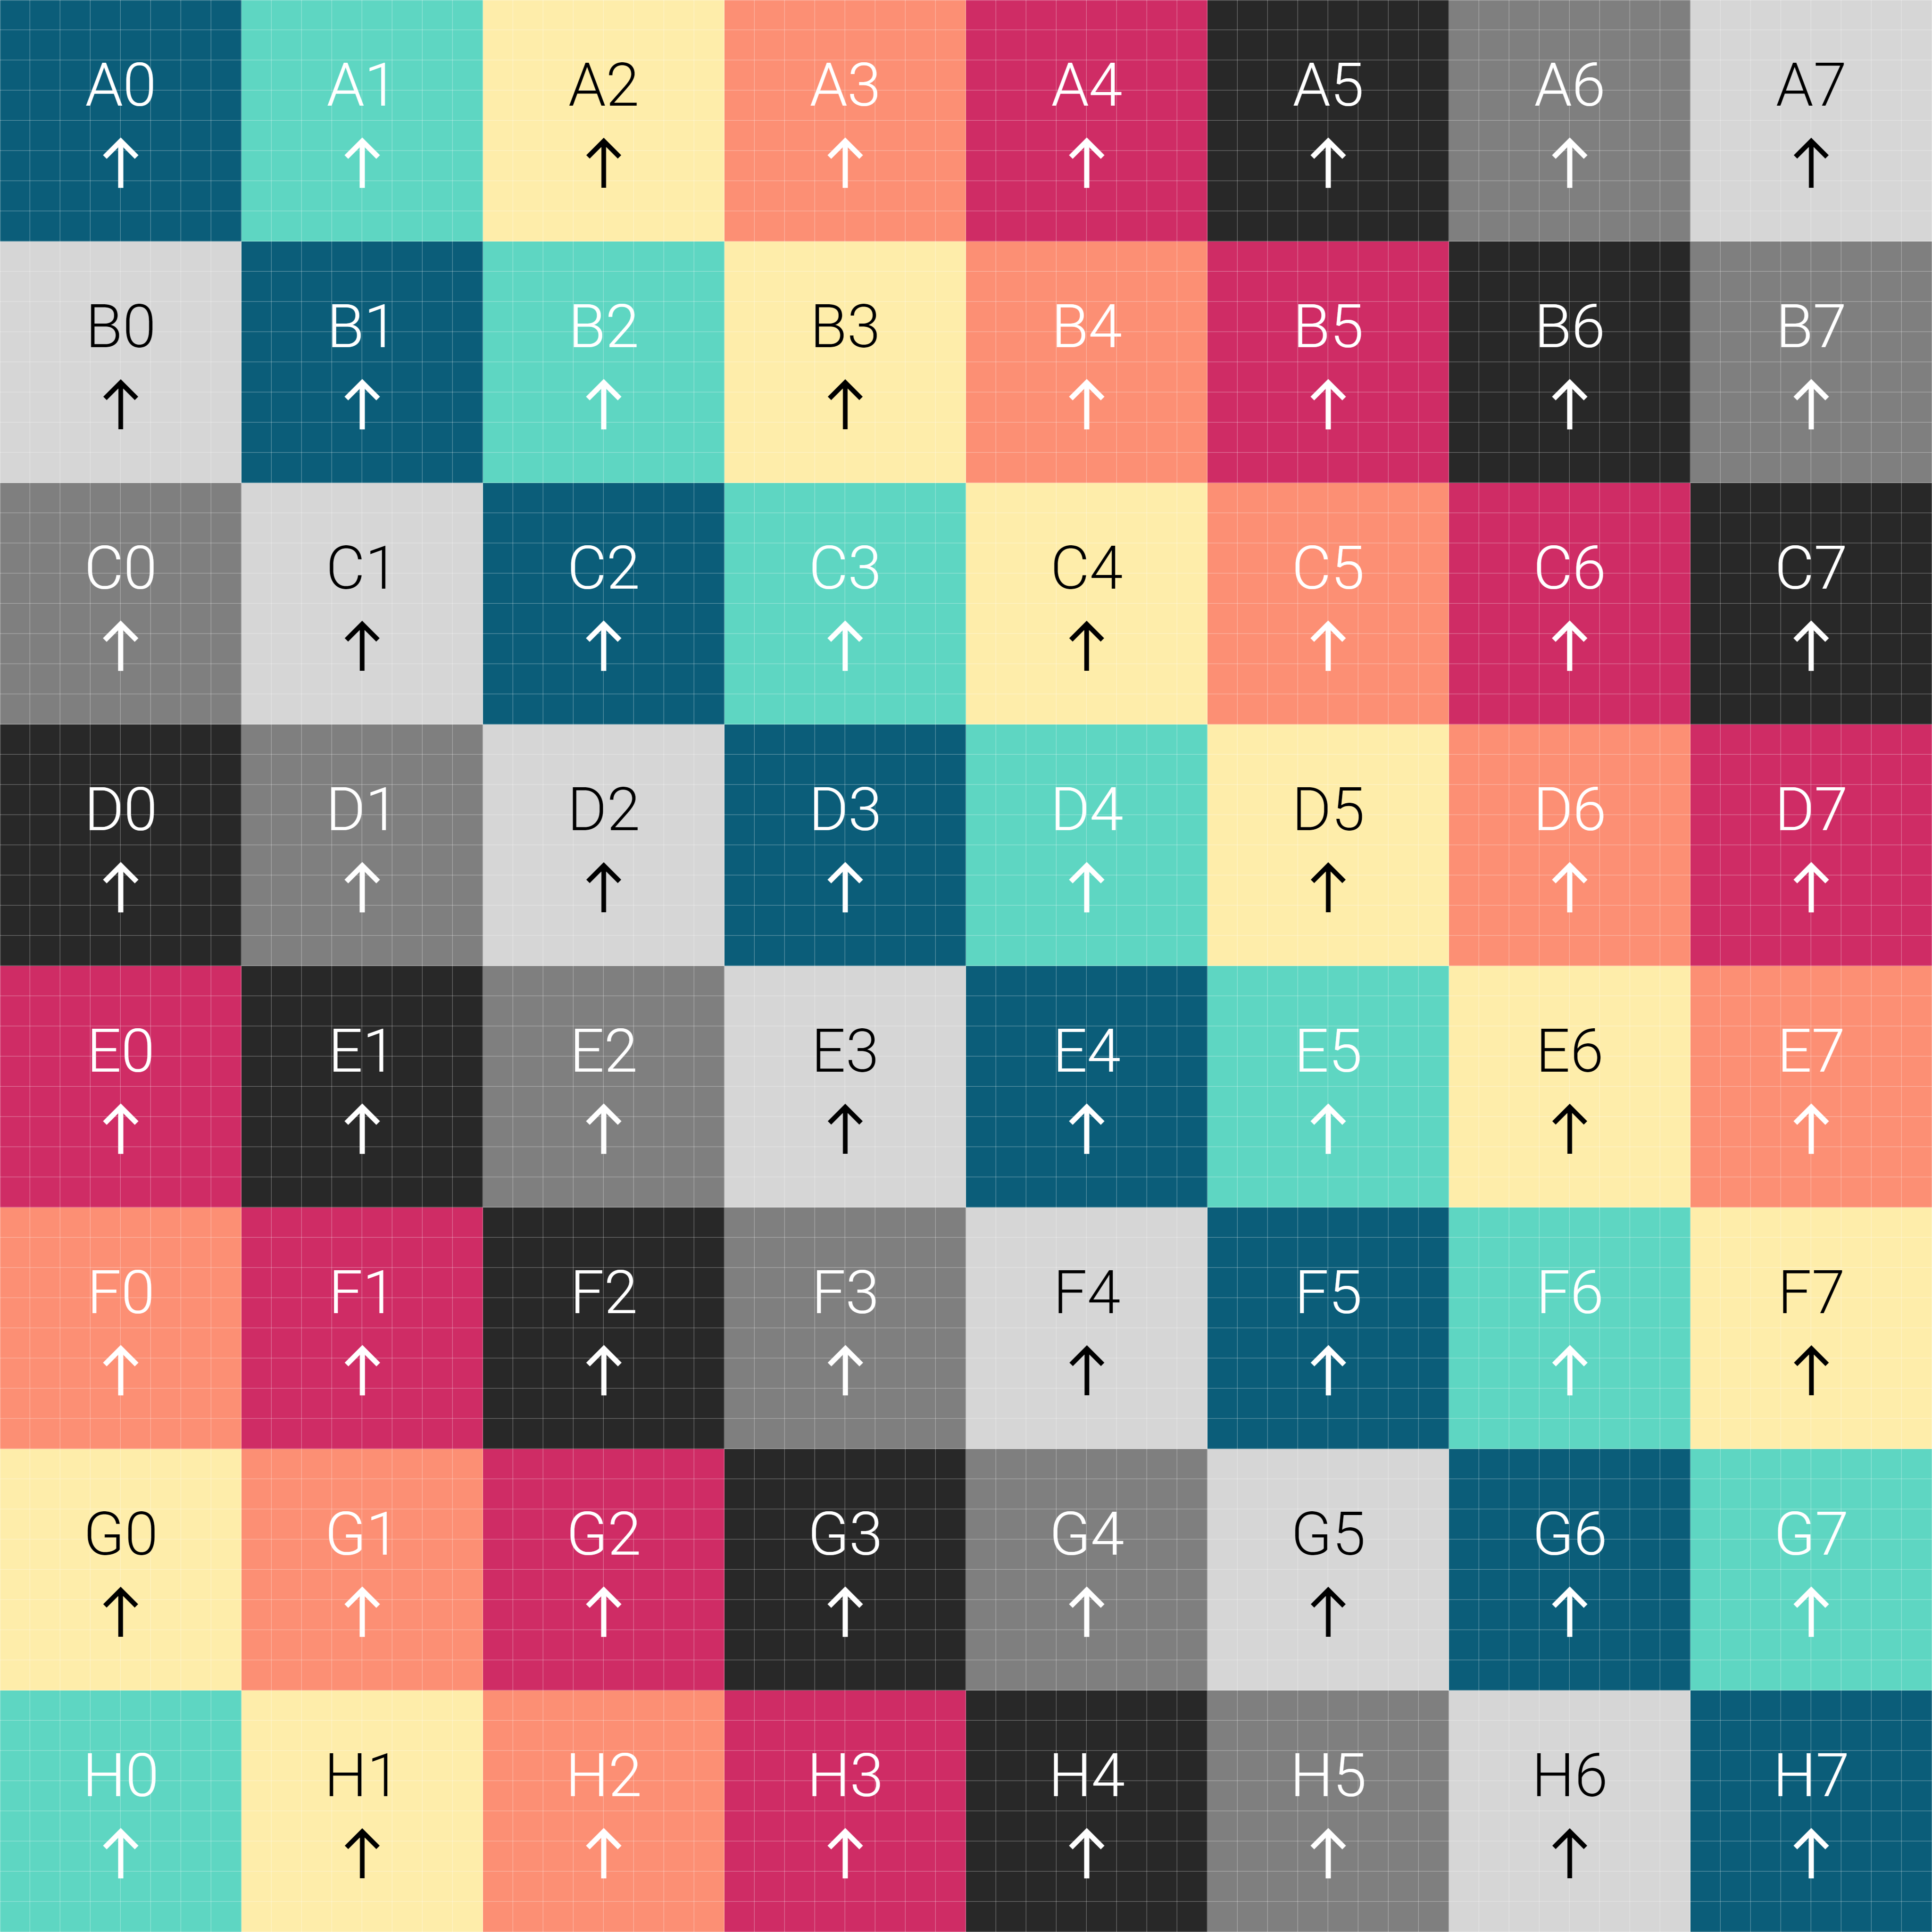 A0 A1 A2 A3 A4 A5 A6 A7
↑ ↑ ↑ ↑ ↑ ↑ ↑ ↑
B0 B1 B2 B3 B4 B5 B6 B7
↑ ↑ ↑ ↑ ↑ ↑ ↑ ↑
C0 C1 C2 C3 C4 C5 C6 C7
↑ ↑ ↑ ↑ ↑ ↑ ↑ ↑
D0 D1 D2 D3 D4 D5 D6 D7
↑ ↑ ↑ ↑ ↑ ↑ ↑ ↑
E0 E1 E2 E3 E4 E5 E6 E7
↑ ↑ ↑ ↑ ↑ ↑ ↑ ↑
F0 F1 F2 F3 F4 F5 F6 F7
↑ ↑ ↑ ↑ ↑ ↑ ↑ ↑
G0 G1 G2 G3 G4 G5 G6 G7
↑ ↑ ↑ ↑ ↑ ↑ ↑ ↑
H0 H1 H2 H3 H4 H5 H6 H7
↑ ↑ ↑ ↑ ↑ ↑ ↑ ↑